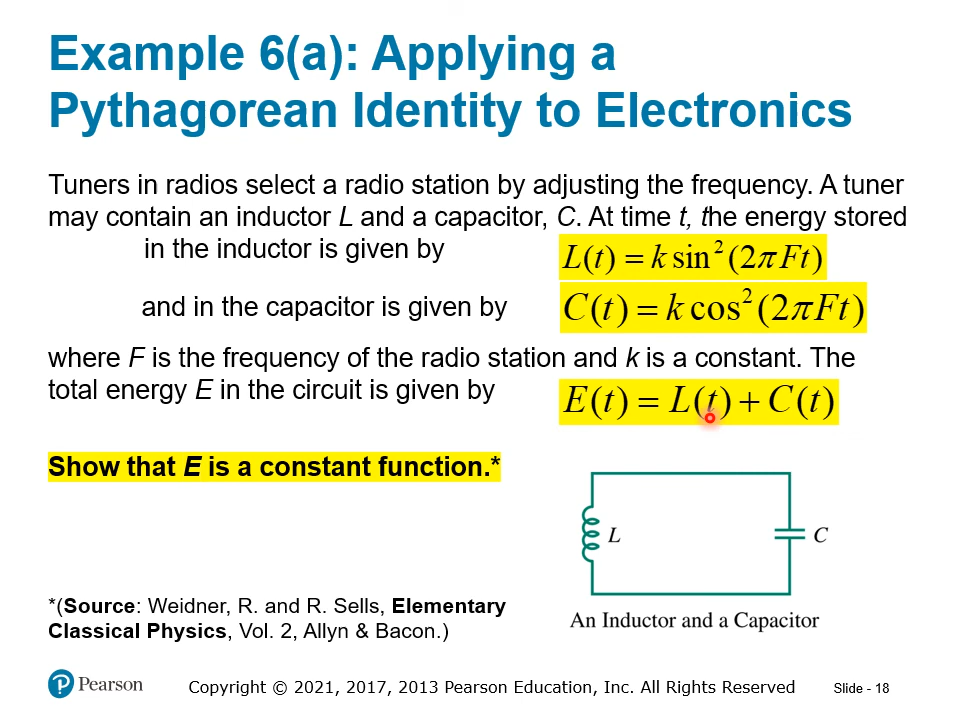 Example 6(a): Applying a
Pythagorean Identity to Electronics
Tuners in radios select a radio station by adjusting the frequency. A tuner
may contain an inductor L and a capacitor, C. At time t, the energy stored
in the inductor is given by L(t) = k sin²(2πFt)
and in the capacitor is given by C(t) = k cos²(2πFt)
where F is the frequency of the radio station and k is a constant. The
total energy E in the circuit is given by E(t) = L(t) + C(t)
Show that E is a constant function.*
L
C
An Inductor and a Capacitor
*(Source: Weidner, R. and R. Sells, Elementary
Classical Physics, Vol. 2, Allyn & Bacon.)
P Pearson
Copyright © 2021, 2017, 2013 Pearson Education, Inc. All Rights Reserved
Slide - 18